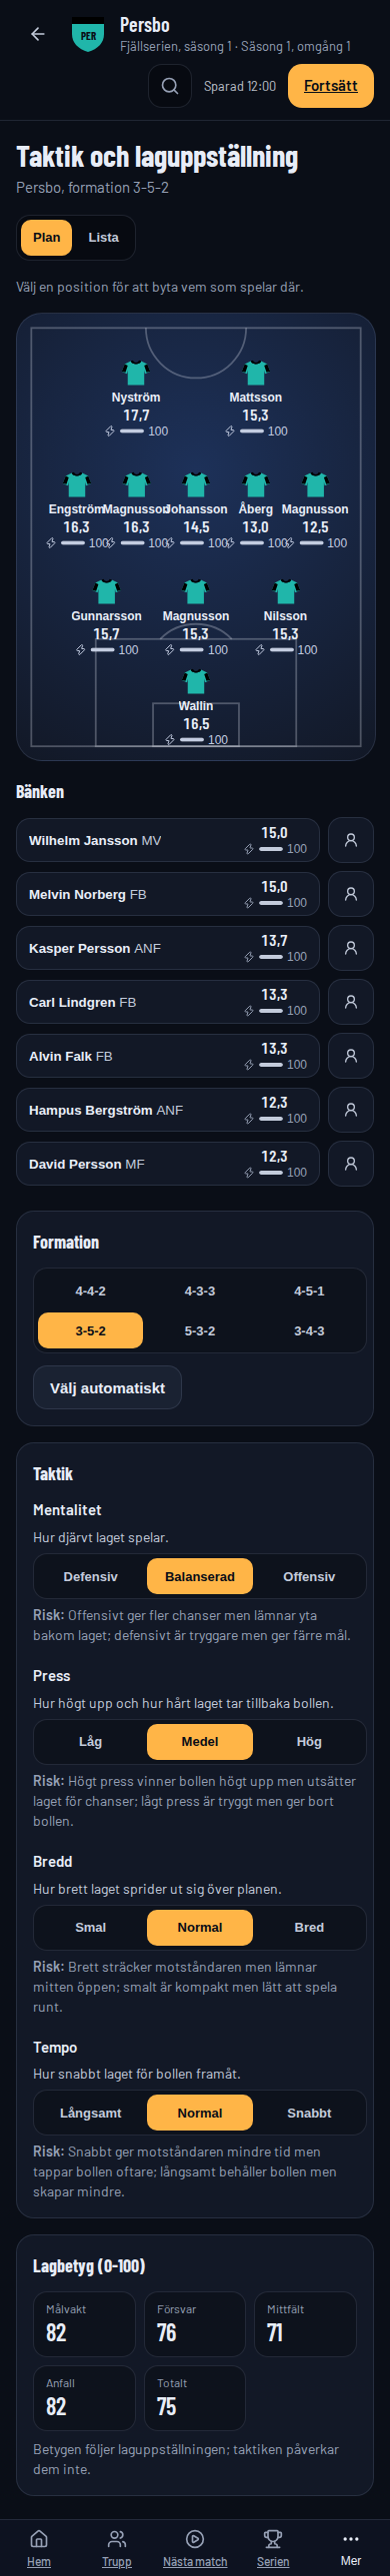 PER
Persbo
Fjällserien, säsong 1 · Säsong 1, omgång 1
Sparad 12:00
Fortsätt
Taktik och laguppställning
Persbo, formation 3-5-2
Plan Lista
Välj en position för att byta vem som spelar där.
Nyström Mattsson
17,7 15,3
100 100
Engström Magnusson Johansson Åberg Magnusson
16,3 16,3 14,5 13,0 12,5
100 100 100 100 100
Gunnarsson Magnusson Nilsson
15,7 15,3 15,3
100 100 100
Wallin
16,5
100
Bänken
Wilhelm Jansson MV 15,0
100
Melvin Norberg FB 15,0
100
Kasper Persson ANF 13,7
100
Carl Lindgren FB 13,3
100
Alvin Falk FB 13,3
100
Hampus Bergström ANF 12,3
100
David Persson MF 12,3
100
Formation
4-4-2 4-3-3 4-5-1
3-5-2 5-3-2 3-4-3
Välj automatiskt
Taktik
Mentalitet
Hur djärvt laget spelar.
Defensiv Balanserad Offensiv
Risk: Offensivt ger fler chanser men lämnar yta
bakom laget; defensivt är tryggare men ger färre mål.
Press
Hur högt upp och hur hårt laget tar tillbaka bollen.
Låg Medel Hög
Risk: Högt press vinner bollen högt upp men utsätter
laget för chanser; lågt press är tryggt men ger bort
bollen.
Bredd
Hur brett laget sprider ut sig över planen.
Smal Normal Bred
Risk: Brett sträcker motståndaren men lämnar
mitten öppen; smalt är kompakt men lätt att spela
runt.
Tempo
Hur snabbt laget för bollen framåt.
Långsamt Normal Snabbt
Risk: Snabbt ger motståndaren mindre tid men
tappar bollen oftare; långsamt behåller bollen men
skapar mindre.
Lagbetyg (0-100)
Målvakt Försvar Mittfält
82 76 71
Anfall Totalt
82 75
Betygen följer laguppställningen; taktiken påverkar
dem inte.
Hem Trupp Nästa match Serien Mer